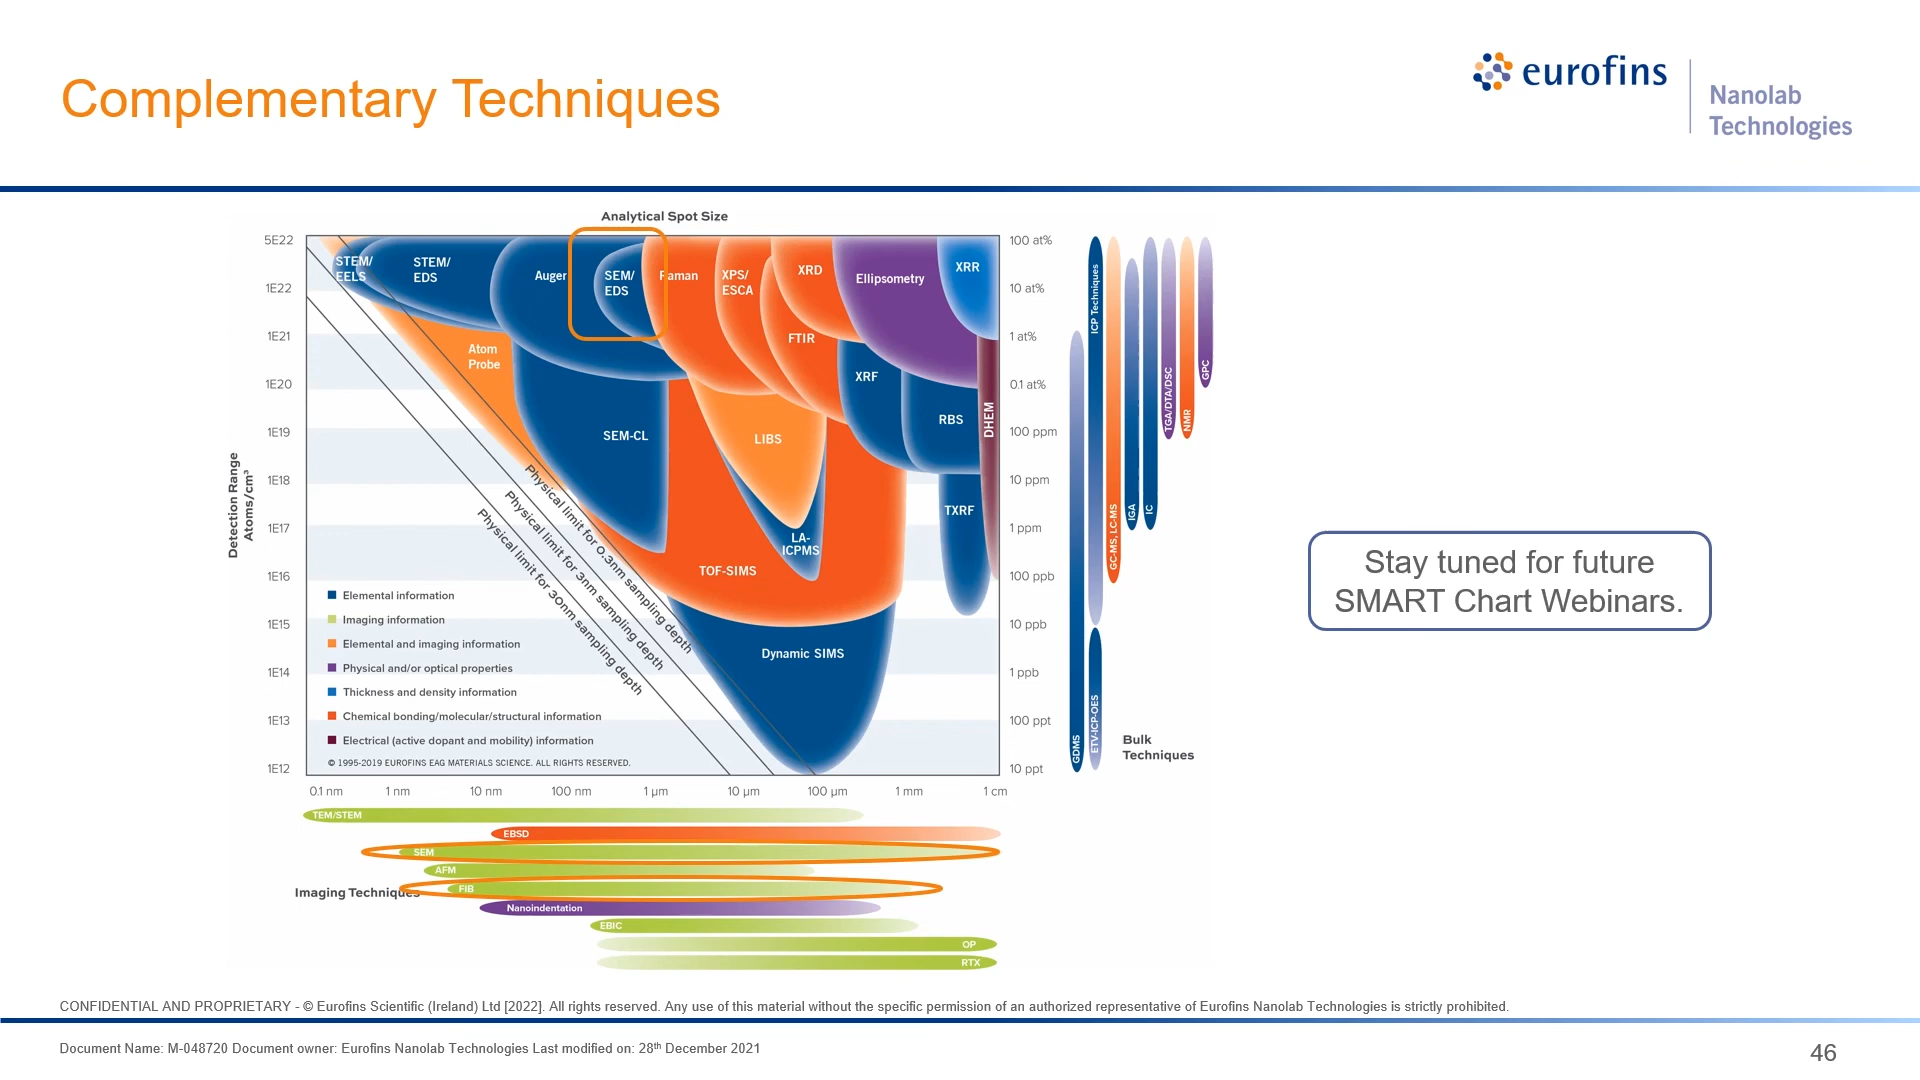 Complementary Techniques
eurofins
Nanolab
Technologies
Analytical Spot Size
5E22
1E22
1E21
1E20
1E19
1E18
1E17
1E16
1E15
1E14
1E13
1E12
Detection Range
Atoms/cm³
100 at%
10 at%
1 at%
0.1 at%
100 ppm
10 ppm
1 ppm
100 ppb
10 ppb
1 ppb
100 ppt
10 ppt
STEM/
EELS
STEM/
EDS
Auger
SEM/
EDS
Raman
XPS/
ESCA
XRD
Ellipsometry
XRR
Atom
Probe
FTIR
XRF
RBS
DHEM
SEM-CL
LIBS
TXRF
LA-
ICPMS
TOF-SIMS
Dynamic SIMS
Physical limit for 0.3nm sampling depth
Physical limit for 3nm sampling depth
Physical limit for 30nm sampling depth
Elemental information
Imaging information
Elemental and imaging information
Physical and/or optical properties
Thickness and density information
Chemical bonding/molecular/structural information
Electrical (active dopant and mobility) information
© 1995-2019 EUROFINS EAG MATERIALS SCIENCE. ALL RIGHTS RESERVED.
0.1 nm
1 nm
10 nm
100 nm
1 µm
10 µm
100 µm
1 mm
1 cm
GDMS
ICP Techniques
ETV-ICP-OES
GC-MS, LC-MS
IGA
IC
TGA/DTA/DSC
NMR
GPC
Bulk
Techniques
Imaging Techniques
TEM/STEM
EBSD
SEM
AFM
FIB
Nanoindentation
EBIC
OP
RTX
Stay tuned for future
SMART Chart Webinars.
CONFIDENTIAL AND PROPRIETARY - © Eurofins Scientific (Ireland) Ltd [2022]. All rights reserved. Any use of this material without the specific permission of an authorized representative of Eurofins Nanolab Technologies is strictly prohibited.
Document Name: M-048720 Document owner: Eurofins Nanolab Technologies Last modified on: 28th December 2021
46